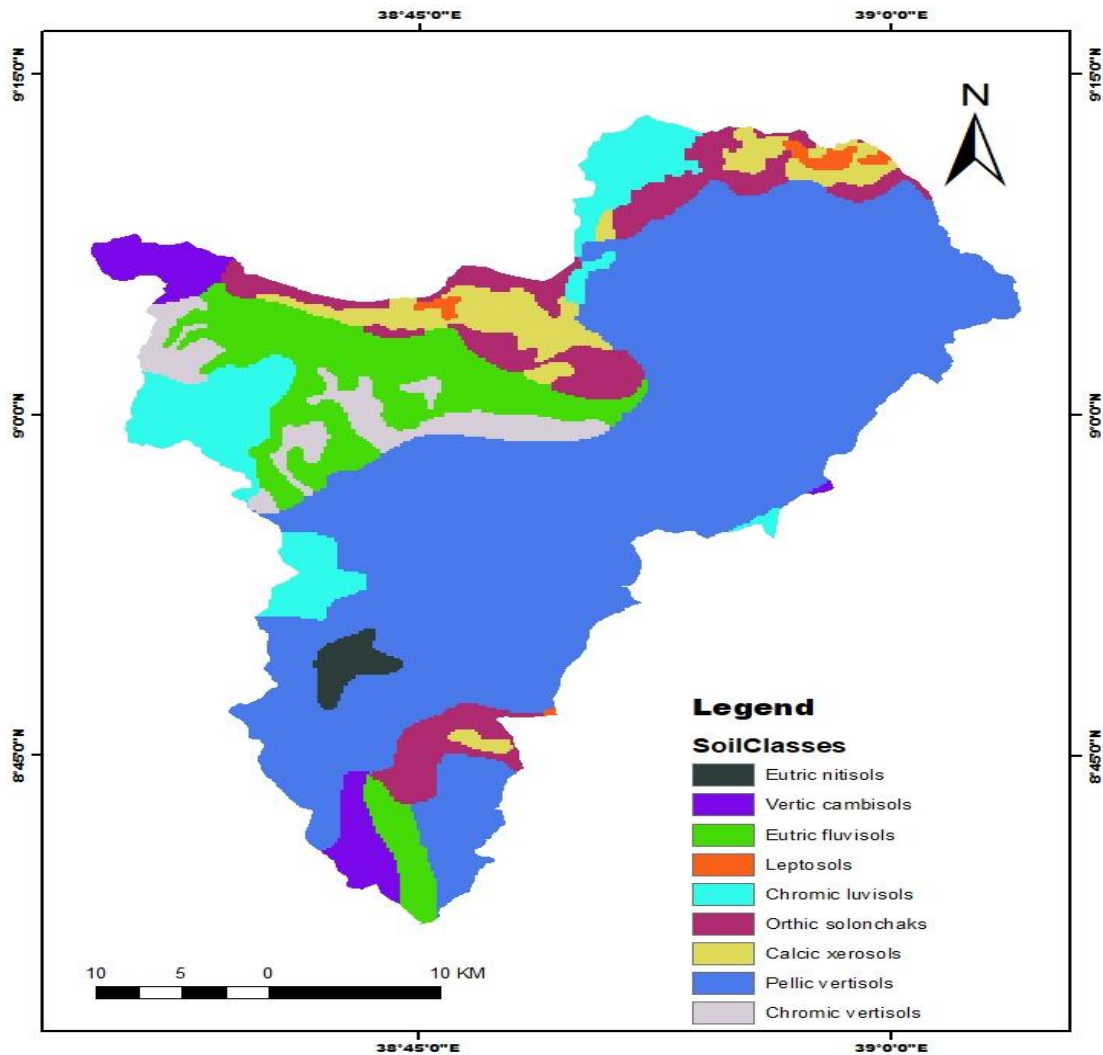 38°45'0"E 39°0'0"E
9°15'0"N 9°15'0"N
N
9°0'0"N 9°0'0"N
Legend
8°45'0"N 8°45'0"N
SoilClasses
Eutric nitisols
Vertic cambisols
Eutric fluvisols
Leptosols
Chromic luvisols
Orthic solonchaks
Calcic xerosols
Pellic vertisols
Chromic vertisols
10 5 0 10 KM
38°45'0"E 39°0'0"E